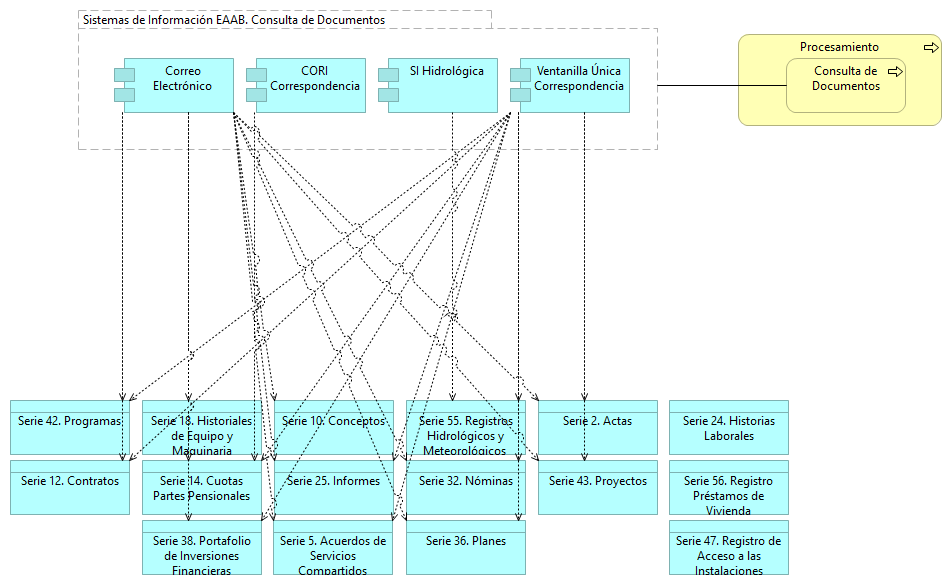 Sistemas de Información EAAB. Consulta de Documentos
Correo
Electrónico
CORI
Correspondencia
SI Hidrológica
Ventanilla Única
Correspondencia
Procesamiento
Consulta de
Documentos
Serie 42. Programas
Serie 18. Historiales
de Equipo y
Maquinaria
Serie 10. Conceptos
Serie 55. Registros
Hidrológicos y
Meteorológicos
Serie 2. Actas
Serie 24. Historias
Laborales
Serie 12. Contratos
Serie 14. Cuotas
Partes Pensionales
Serie 25. Informes
Serie 32. Nóminas
Serie 43. Proyectos
Serie 56. Registro
Préstamos de
Vivienda
Serie 38. Portafolio
de Inversiones
Financieras
Serie 5. Acuerdos de
Servicios
Compartidos
Serie 36. Planes
Serie 47. Registro de
Acceso a las
Instalaciones